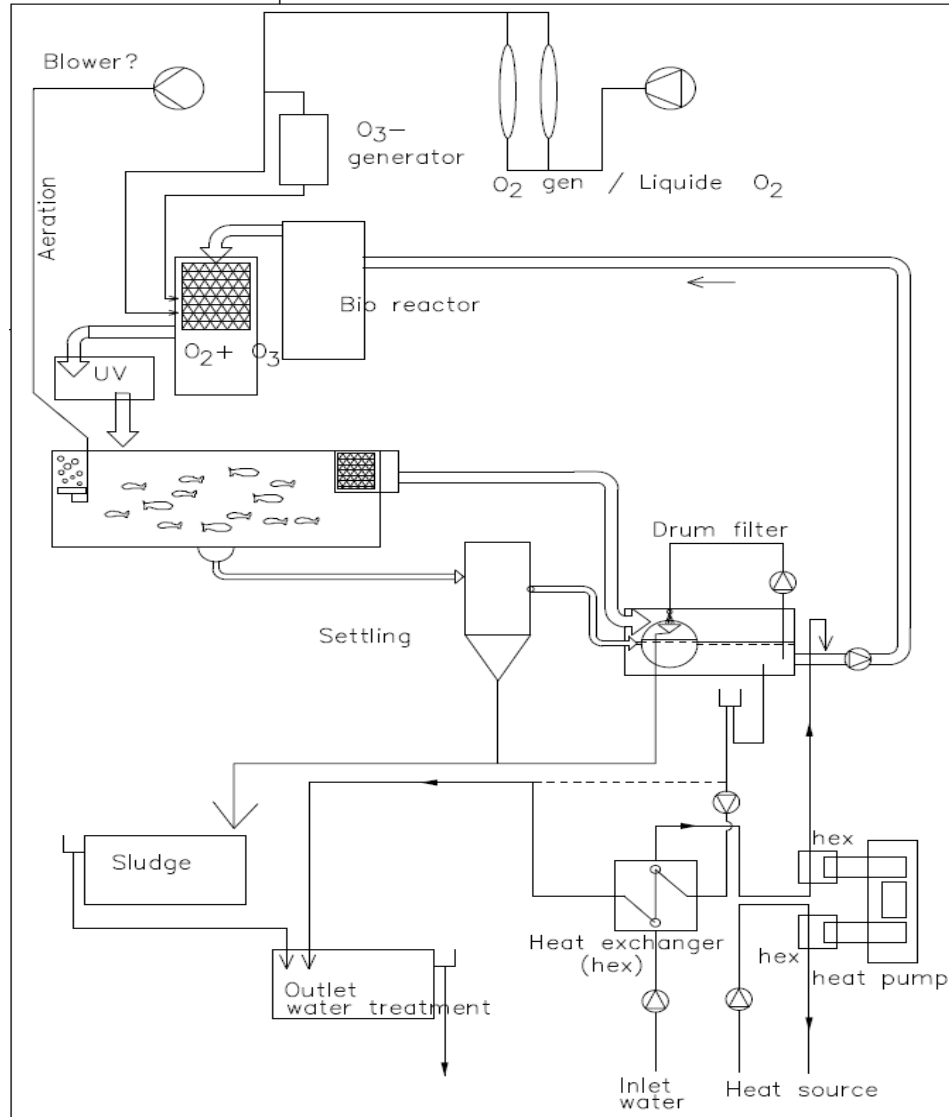 Blower?
O3-
generator
O2 gen / Liquide O2
Aeration
Bio reactor
O2+ O3
UV
Drum filter
Settling
Sludge
hex
Heat exchanger
(hex)
hex
heat pump
Outlet
water treatment
Inlet
water
Heat source